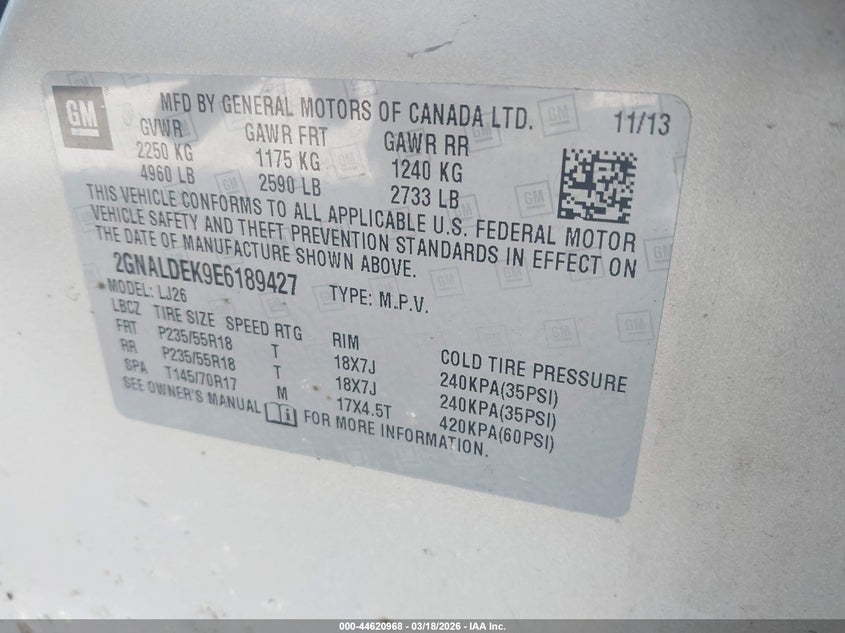 GM
MFD BY GENERAL MOTORS OF CANADA LTD.
11/13
GVWR GAWR FRT GAWR RR
2250 KG 1175 KG 1240 KG
4960 LB 2590 LB 2733 LB
THIS VEHICLE CONFORMS TO ALL APPLICABLE U.S. FEDERAL MOTOR
VEHICLE SAFETY AND THEFT PREVENTION STANDARDS IN EFFECT ON
THE DATE OF MANUFACTURE SHOWN ABOVE.
2GNALDEK9E6189427 TYPE: M.P.V.
MODEL: LJ26
LBCZ TIRE SIZE SPEED RTG RIM COLD TIRE PRESSURE
FRT P235/55R18 T 18X7J 240KPA(35PSI)
RR P235/55R18 T 18X7J 240KPA(35PSI)
SPA T145/70R17 M 17X4.5T 420KPA(60PSI)
SEE OWNER'S MANUAL FOR MORE INFORMATION.
000-44620968 - 03/18/2026 - IAA Inc.